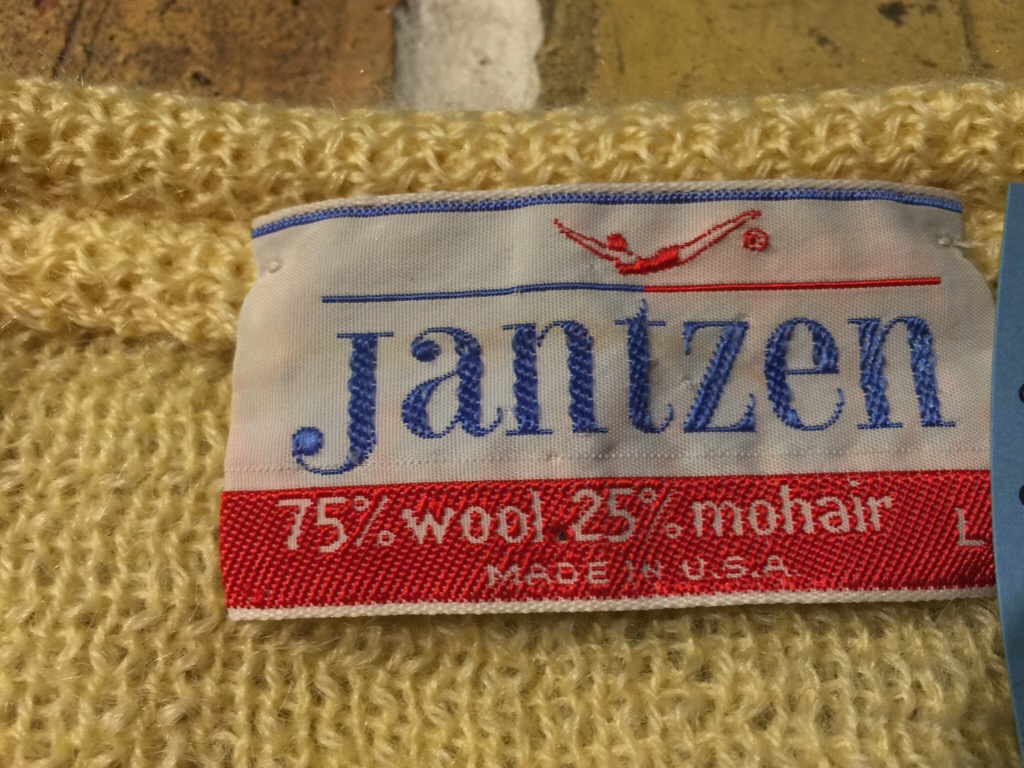 Jantzen
75% wool 25% mohair L
MADE IN U.S.A